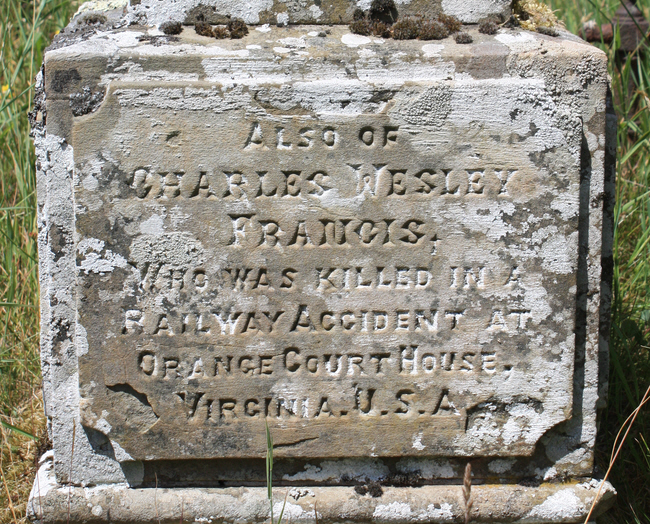 Also of
Charles Wesley
Francis,
Who was killed in a
Railway Accident at
Orange Court House,
Virginia. U.S.A